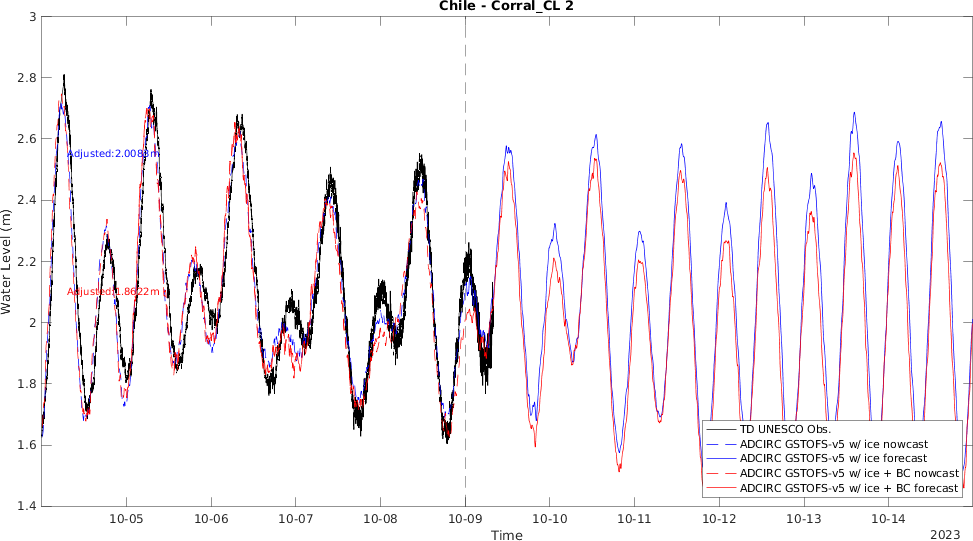 Chile - Corral_CL 2
Water Level (m)
3
2.8
2.6
2.4
2.2
2
1.8
1.6
1.4
Adjusted:2.0083m
Adjusted:1.8622m
TD UNESCO Obs.
ADCIRC GSTOFS-v5 w/ ice nowcast
ADCIRC GSTOFS-v5 w/ ice forecast
ADCIRC GSTOFS-v5 w/ ice + BC nowcast
ADCIRC GSTOFS-v5 w/ ice + BC forecast
10-05 10-06 10-07 10-08 10-09 10-10 10-11 10-12 10-13 10-14
Time
2023